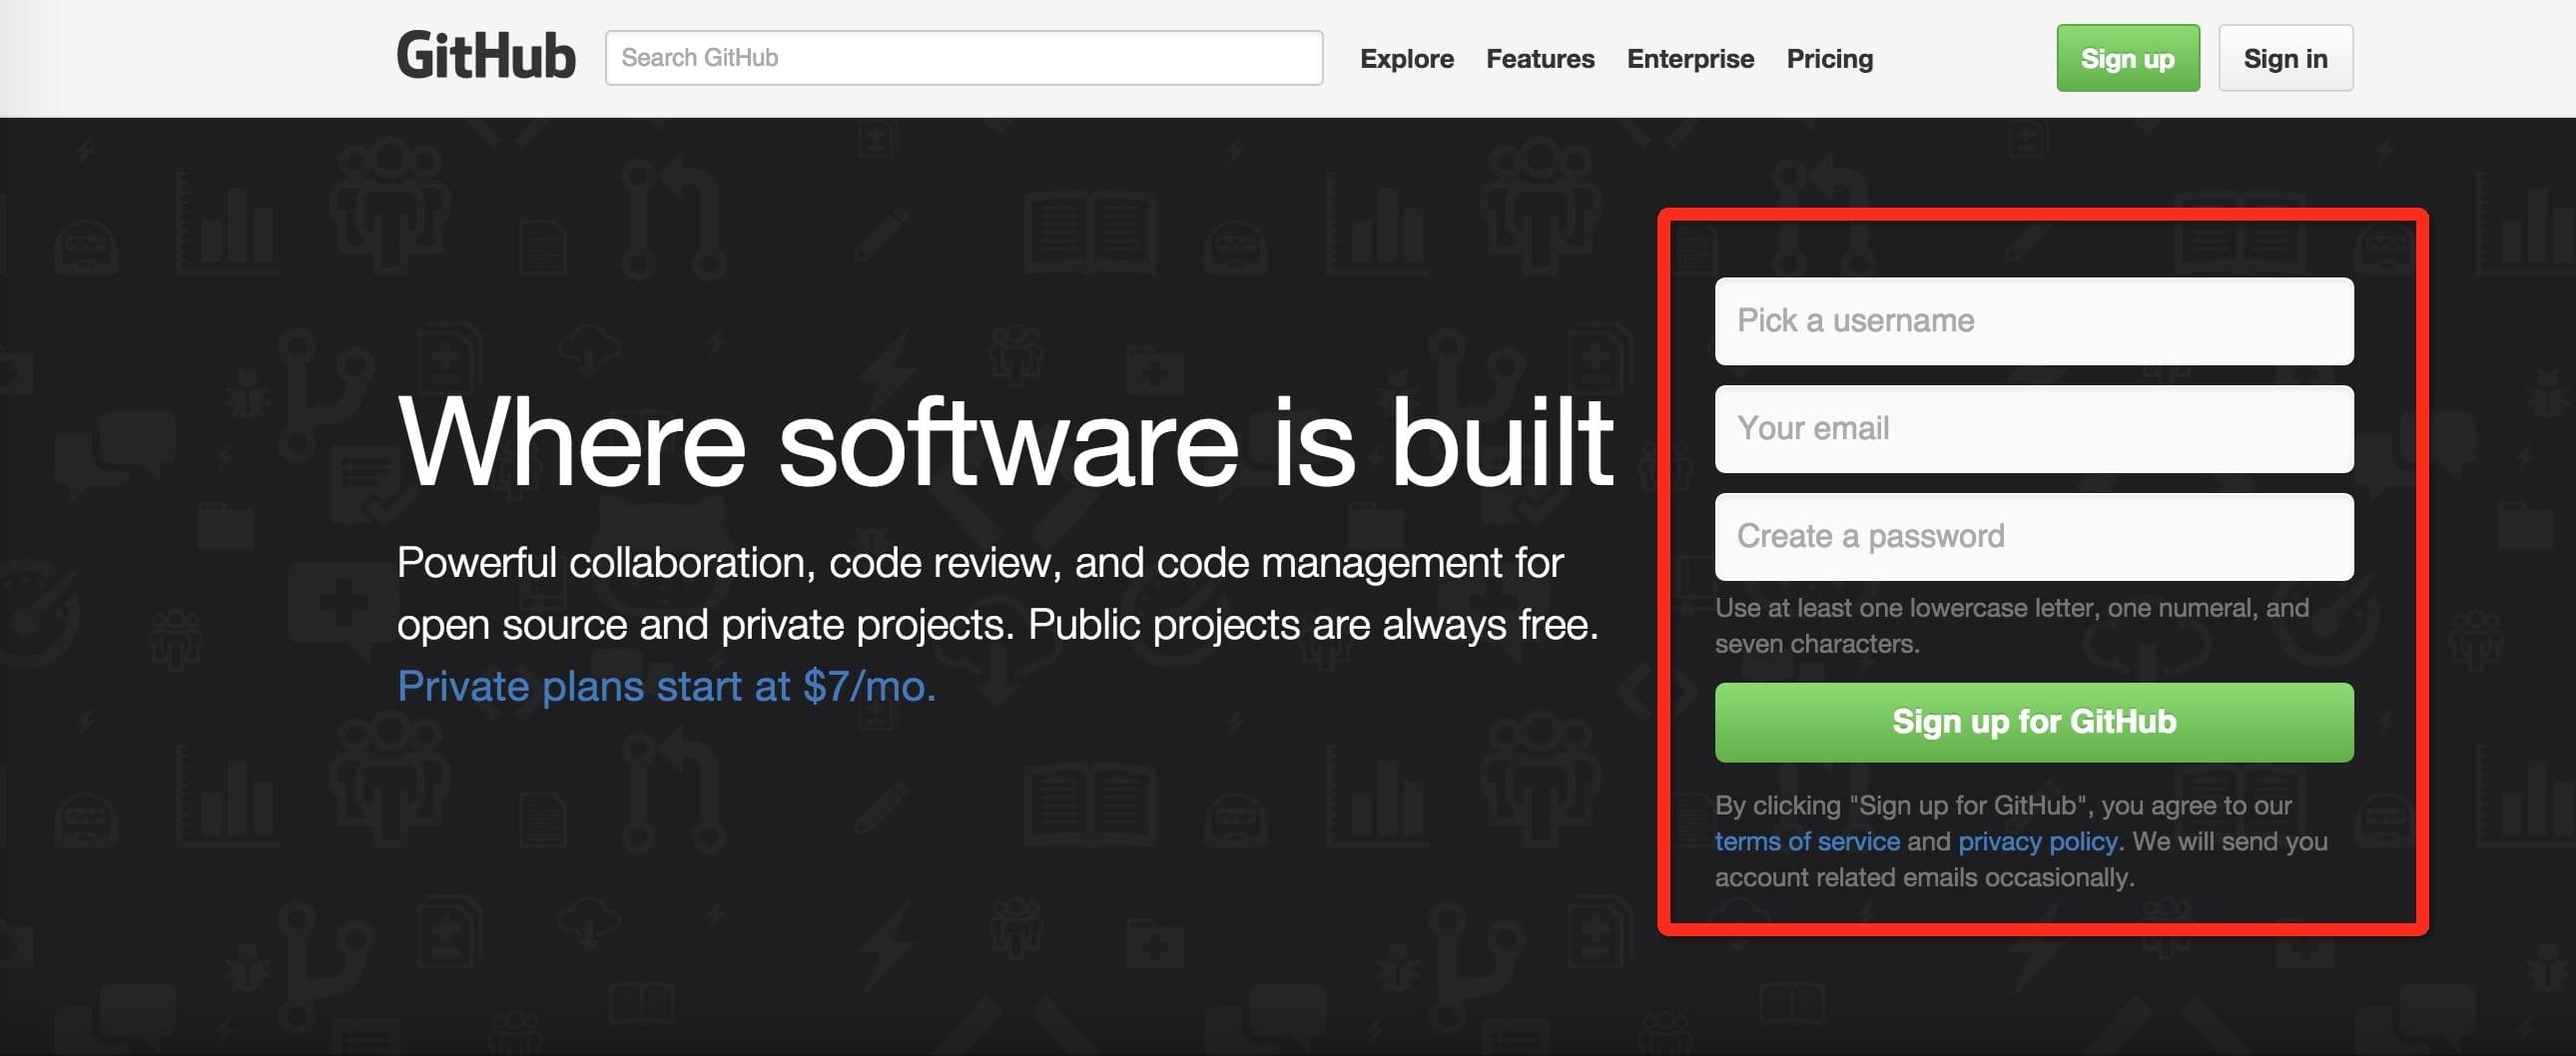 GitHub
Search GitHub
Explore Features Enterprise Pricing
Sign up
Sign in
Where software is built
Powerful collaboration, code review, and code management for
open source and private projects. Public projects are always free.
Private plans start at $7/mo.
Pick a username
Your email
Create a password
Use at least one lowercase letter, one numeral, and
seven characters.
Sign up for GitHub
By clicking "Sign up for GitHub", you agree to our
terms of service and privacy policy. We will send you
account related emails occasionally.